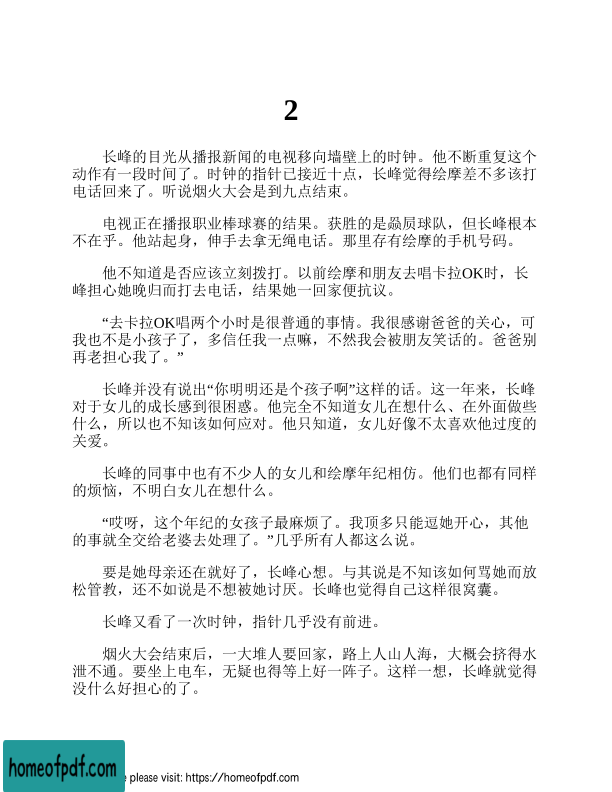 2
长峰的目光从播报新闻的电视移向墙壁上的时钟。他不断重复这个
动作有一段时间了。时钟的指针已接近十点，长峰觉得绘摩差不多该打
电话回来了。听说烟火大会是到九点结束。
电视正在播报职业棒球赛的结果。获胜的是赑屃球队，但长峰根本
不在乎。他站起身，伸手去拿无绳电话。那里存有绘摩的手机号码。
他不知道是否应该立刻拨打。以前绘摩和朋友去唱卡拉OK时，长
峰担心她晚归而打去电话，结果她一回家便抗议。
“去卡拉OK唱两个小时是很普通的事情。我很感谢爸爸的关心，可
我也不是小孩子了，多信任我一点嘛，不然我会被朋友笑话的。爸爸别
再老担心我了。”
长峰并没有说出“你明明还是个孩子啊”这样的话。这一年来，长峰
对于女儿的成长感到很困惑。他完全不知道女儿在想什么、在外面做些
什么，所以也不知该如何应对。他只知道，女儿好像不太喜欢他过度的
关爱。
长峰的同事中也有不少人的女儿和绘摩年纪相仿。他们也都有同样
的烦恼，不明白女儿在想什么。
“哎呀，这个年纪的女孩子最麻烦了。我顶多只能逗她开心，其他
的事就全交给老婆去处理了。”几乎所有人都这么说。
要是她母亲还在就好了，长峰心想。与其说是不知该如何骂她而放
松管教，还不如说是不想被她讨厌。长峰也觉得自己这样很窝囊。
长峰又看了一次时钟，指针几乎没有前进。
烟火大会结束后，一大堆人要回家，路上人山人海，大概会挤得水
泄不通。要坐上电车，无疑也得等上好一阵子。这样一想，长峰就觉得
没什么好担心的了。
homeofpdf.com
e please visit: https://homeofpdf.com